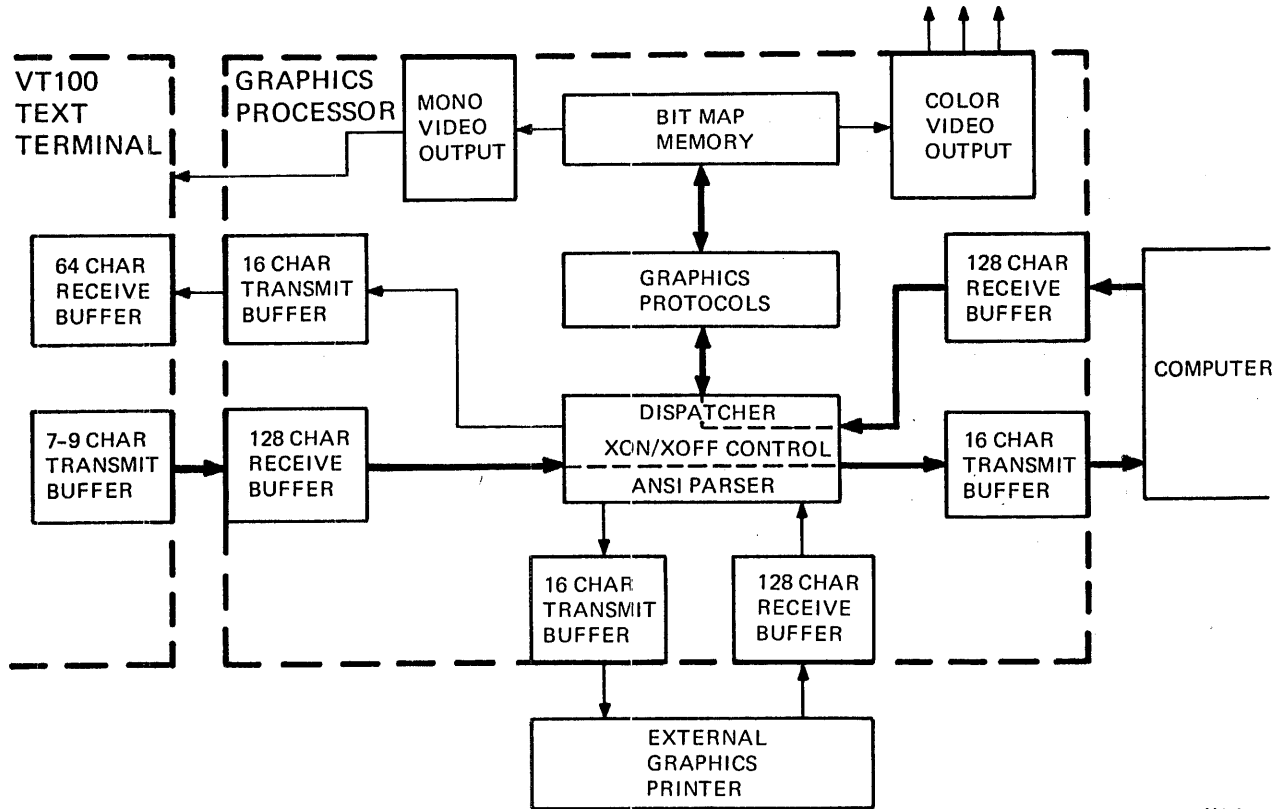 VT100
TEXT
TERMINAL
GRAPHICS
PROCESSOR
MONO
VIDEO
OUTPUT
BIT MAP
MEMORY
COLOR
VIDEO
OUTPUT
64 CHAR
RECEIVE
BUFFER
16 CHAR
TRANSMIT
BUFFER
GRAPHICS
PROTOCOLS
128 CHAR
RECEIVE
BUFFER
COMPUTER
7-9 CHAR
TRANSMIT
BUFFER
128 CHAR
RECEIVE
BUFFER
DISPATCHER
XON/XOFF CONTROL
ANSI PARSER
16 CHAR
TRANSMIT
BUFFER
16 CHAR
TRANSMIT
BUFFER
128 CHAR
RECEIVE
BUFFER
EXTERNAL
GRAPHICS
PRINTER